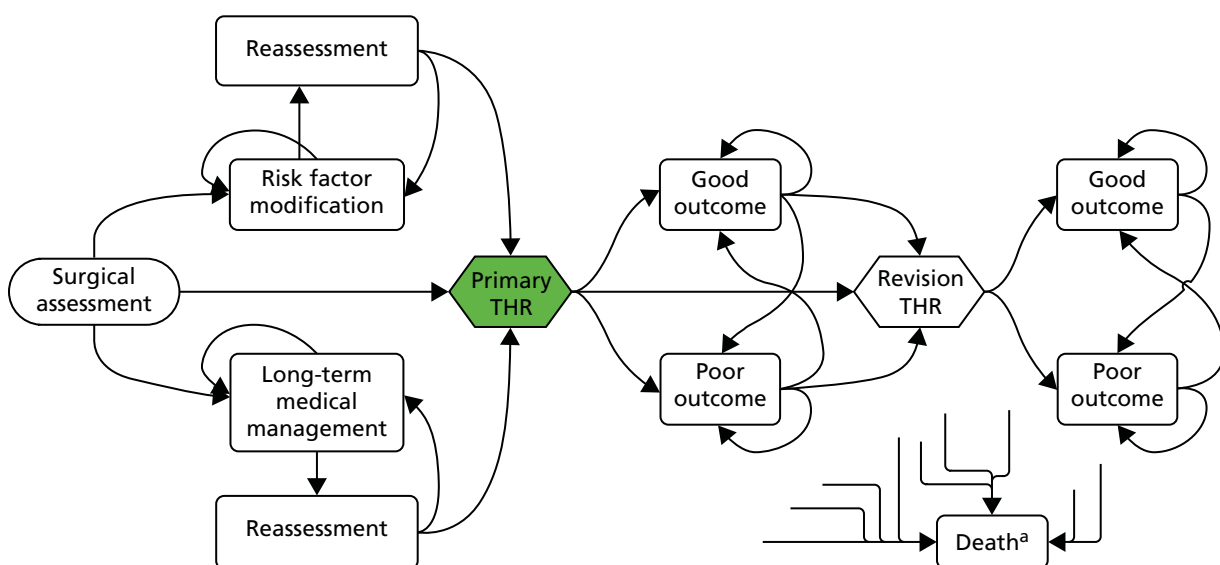 Reassessment
Risk factor
modification
Surgical
assessment
Long-term
medical
management
Reassessment
Primary
THR
Good
outcome
Poor
outcome
Revision
THR
Good
outcome
Poor
outcome
Deathᵃ